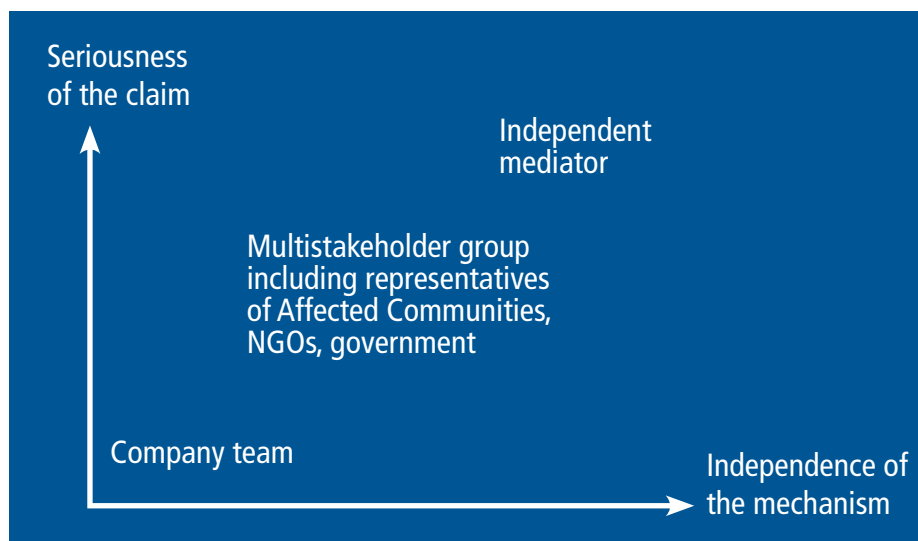 Seriousness
of the claim
Independent
mediator
Multistakeholder group
including representatives
of Affected Communities,
NGOs, government
Company team
Independence of
the mechanism